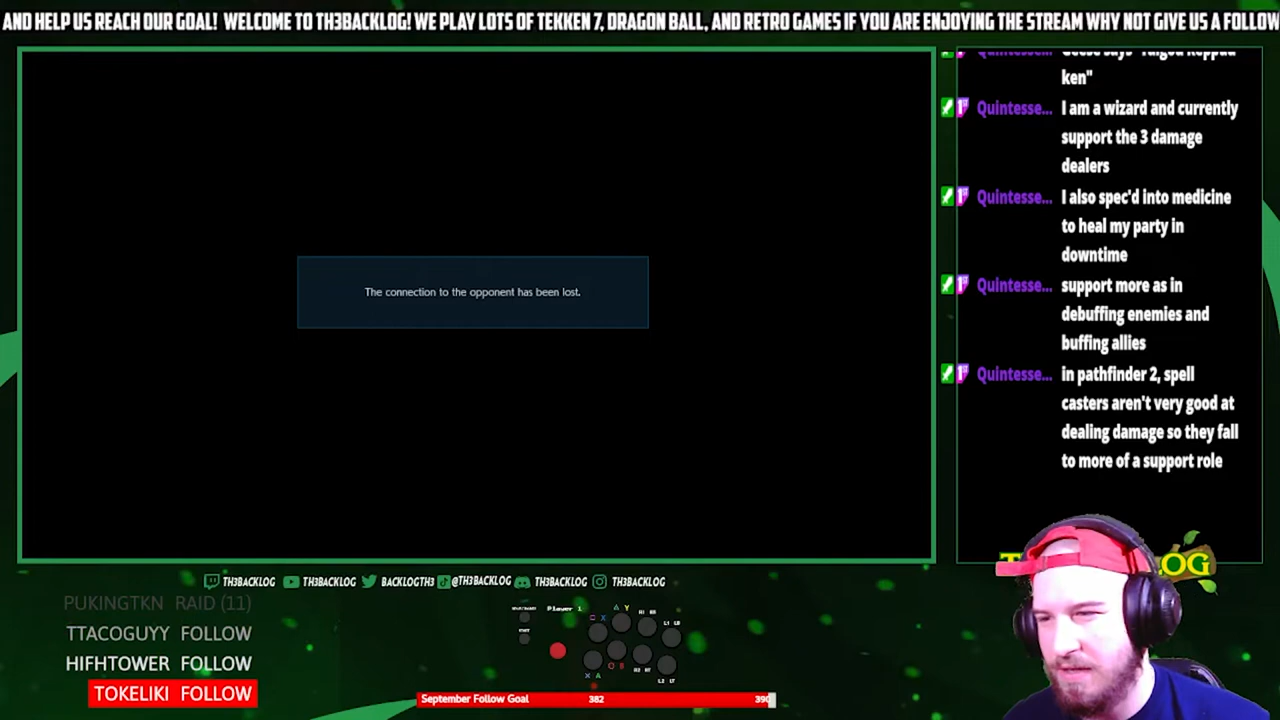 AND HELP US REACH OUR GOAL! WELCOME TO TH3BACKLOG! WE PLAY LOTS OF TEKKEN 7, DRAGON BALL, AND RETRO GAMES IF YOU ARE ENJOYING THE STREAM WHY NOT GIVE US A FOLLOW
ken"
Quintesse... I am a wizard and currently
support the 3 damage
dealers
Quintesse... I also spec'd into medicine
to heal my party in
downtime
Quintesse... support more as in
debuffing enemies and
buffing allies
Quintesse... in pathfinder 2, spell
casters aren't very good at
dealing damage so they fall
to more of a support role
The connection to the opponent has been lost.
OG
TH3BACKLOG TH3BACKLOG BACKLOGTH3 @TH3BACKLOG TH3BACKLOG TH3BACKLOG
PUKINGTKN RAID (11)
TTACOGUYY FOLLOW
HIFHTOWER FOLLOW
TOKELIKI FOLLOW
Player 1
September Follow Goal 382 390